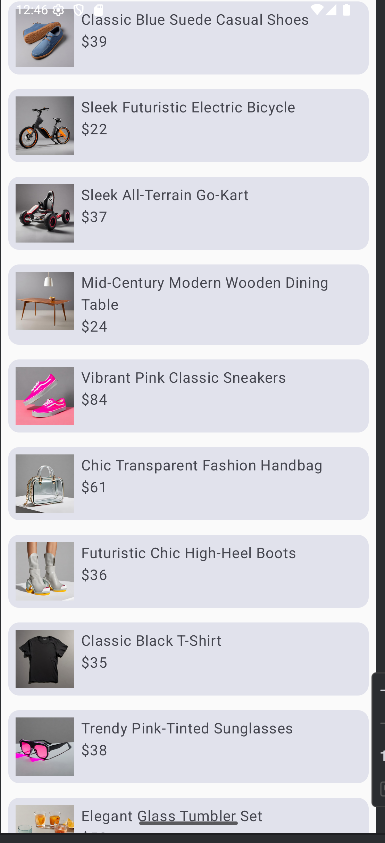 12:46
Classic Blue Suede Casual Shoes
$39
Sleek Futuristic Electric Bicycle
$22
Sleek All-Terrain Go-Kart
$37
Mid-Century Modern Wooden Dining
Table
$24
Vibrant Pink Classic Sneakers
$84
Chic Transparent Fashion Handbag
$61
Futuristic Chic High-Heel Boots
$36
Classic Black T-Shirt
$35
Trendy Pink-Tinted Sunglasses
$38
Elegant Glass Tumbler Set